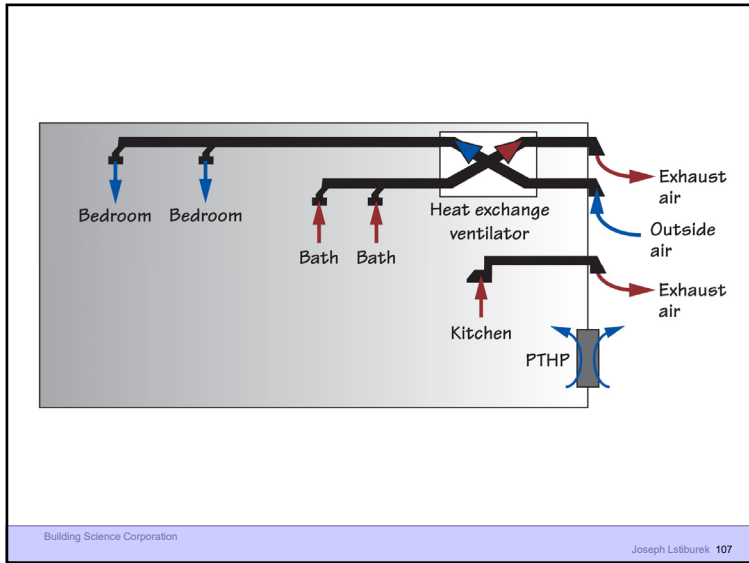 Bedroom
Bedroom
Bath
Bath
Heat exchange
ventilator
Exhaust
air
Outside
air
Kitchen
Exhaust
air
PTHP
Building Science Corporation
Joseph Lstiburek 107